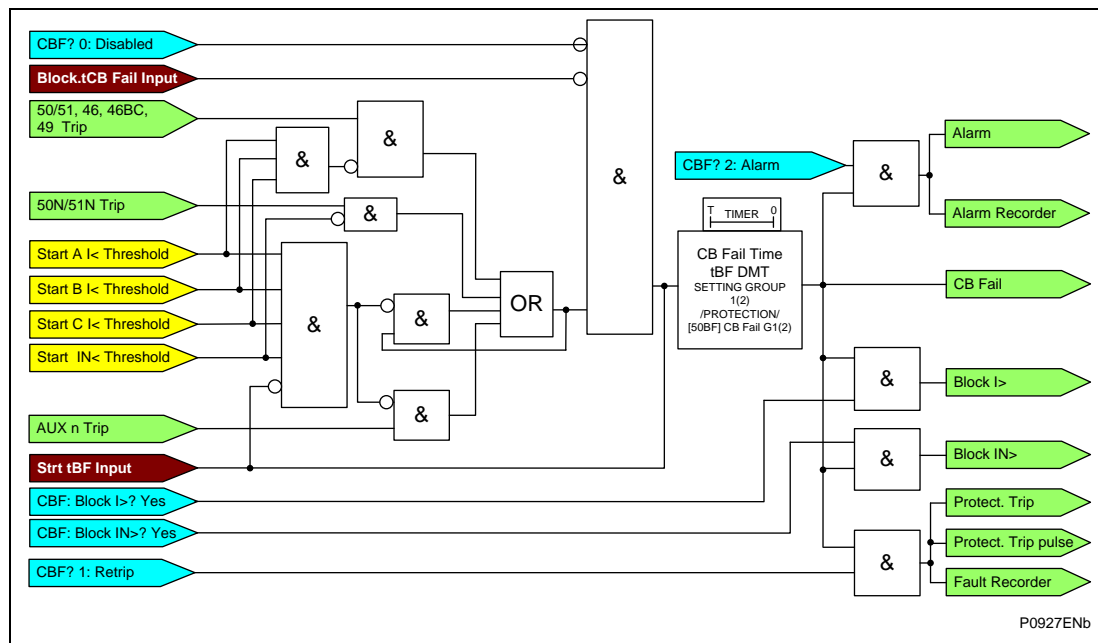 CBF? 0: Disabled
Block.tCB Fail Input
50/51, 46, 46BC,
49 Trip
50N/51N Trip
Start A I< Threshold
Start B I< Threshold
Start C I< Threshold
Start IN< Threshold
AUX n Trip
Strt tBF Input
CBF: Block I>? Yes
CBF: Block IN>? Yes
CBF? 1: Retrip
&
&
&
&
&
&
OR
&
CBF? 2: Alarm
T TIMER 0
CB Fail Time
tBF DMT
SETTING GROUP
1(2)
/PROTECTION/
[50BF] CB Fail G1(2)
&
&
&
&
Alarm
Alarm Recorder
CB Fail
Block I>
Block IN>
Protect. Trip
Protect. Trip pulse
Fault Recorder
P0927ENb